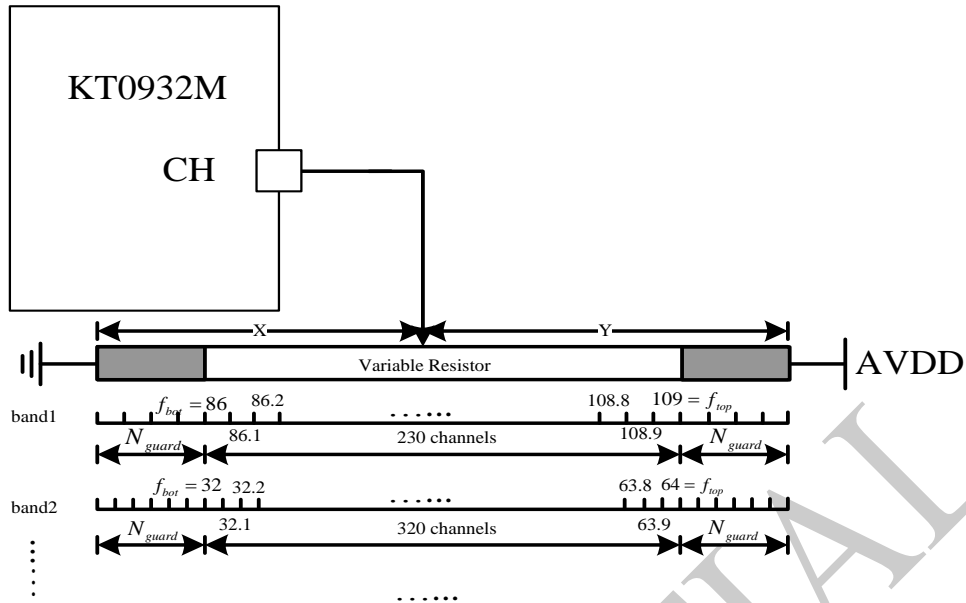 KT0932M
CH
X Y
Variable Resistor
AVDD
band1
f_bot = 86 86.2 ....... 108.8 109 = f_top
N_guard 86.1 230 channels 108.9 N_guard
band2
f_bot = 32 32.2 ....... 63.8 64 = f_top
N_guard 32.1 320 channels 63.9 N_guard
.......